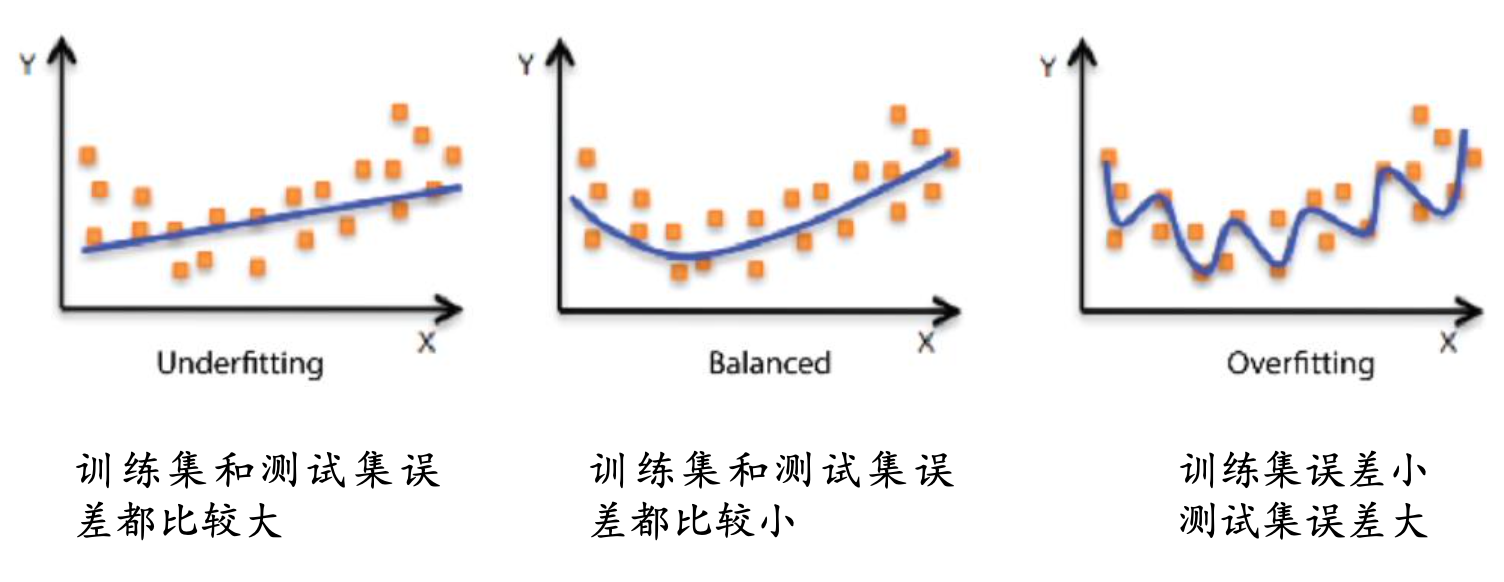 Y
X
Underfitting
训练集和测试集误
差都比较大
Y
X
Balanced
训练集和测试集误
差都比较小
Y
X
Overfitting
训练集误差小
测试集误差大